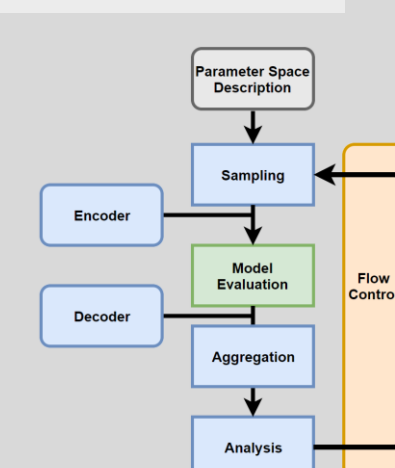 Parameter Space
Description
Sampling
Encoder
Model
Evaluation
Flow
Contro
Decoder
Aggregation
Analysis